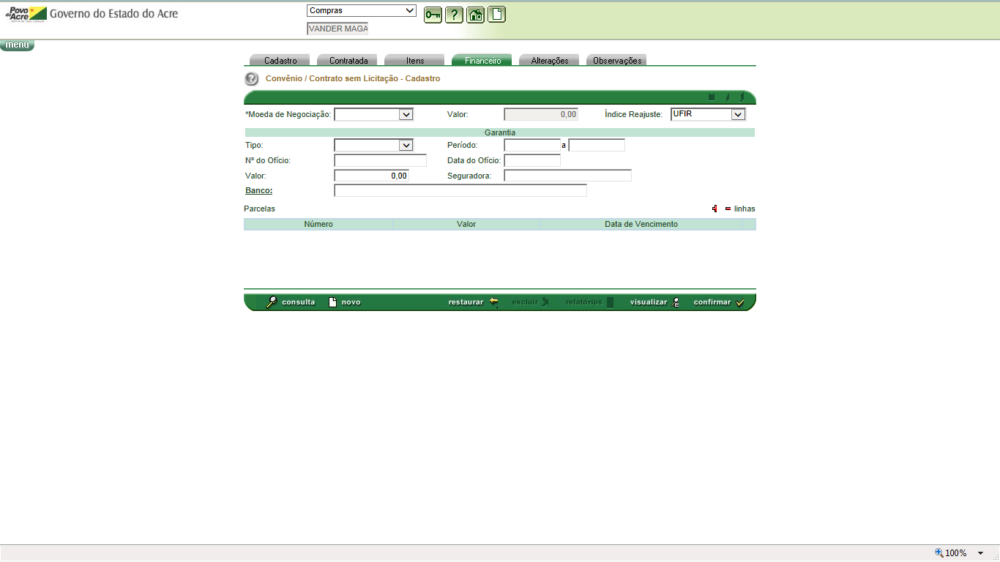 Povo do Acre Governo do Estado do Acre
Compras
?
VANDER MAGA
menu
Cadastro Contratada Itens Financeiro Alterações Observações
? Convênio / Contrato sem Licitação - Cadastro
*Moeda de Negociação: Valor: 0,00 Índice Reajuste: UFIR
Garantia
Tipo: Período: a
Nº do Ofício: Data do Ofício:
Valor: 0,00 Seguradora:
Banco:
Parcelas linhas
Número Valor Data de Vencimento
consulta novo restaurar excluir relatórios visualizar confirmar
100%